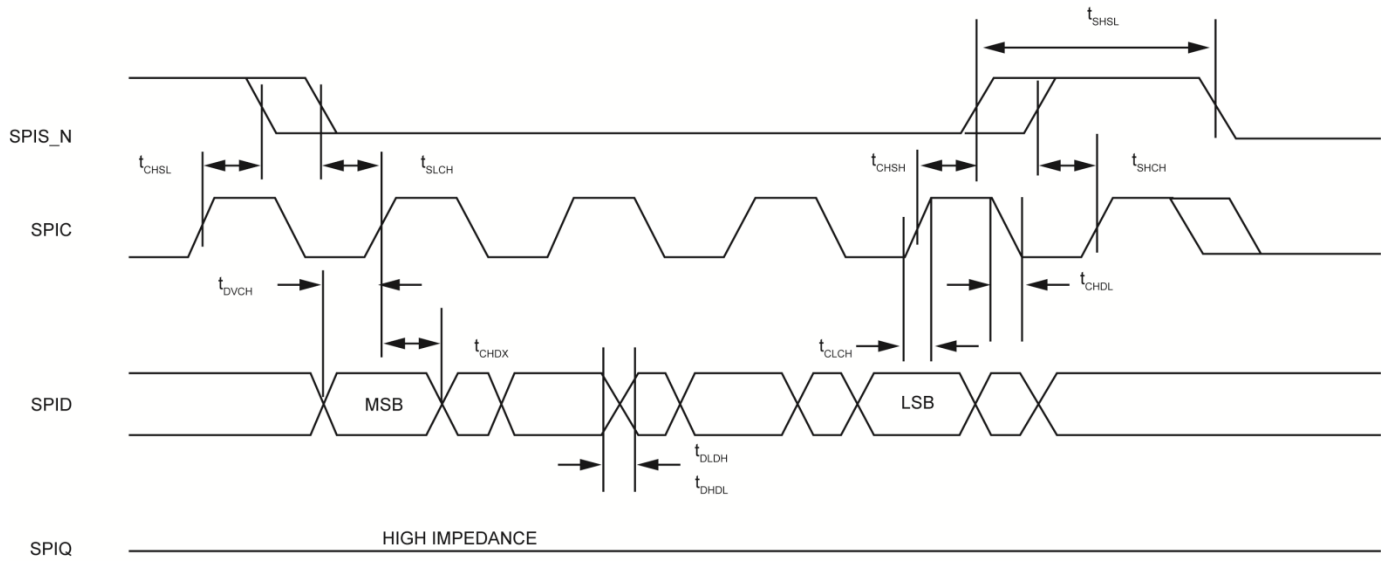 tSHSL
SPIS_N
tCHSL
tSLCH
tCHSH
tSHCH
SPIC
tDVCH
tCHDL
tCHDX
tCLCH
SPID
MSB
LSB
tDLDH
tDHDL
HIGH IMPEDANCE
SPIQ